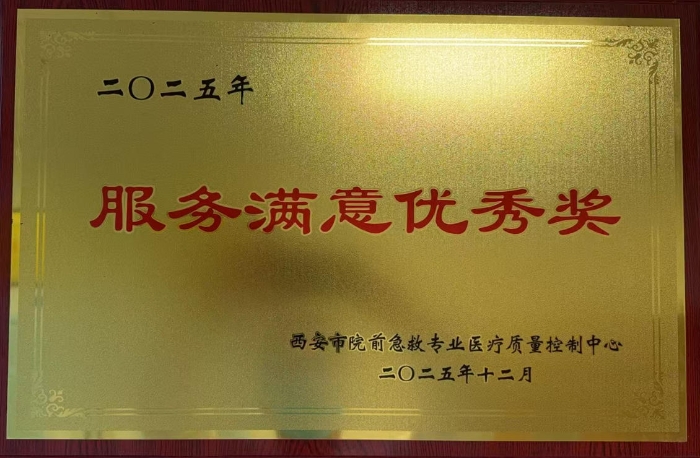 二〇二五年
服务满意优秀奖
西安市院前急救专业医疗质量控制中心
二〇二五年十二月